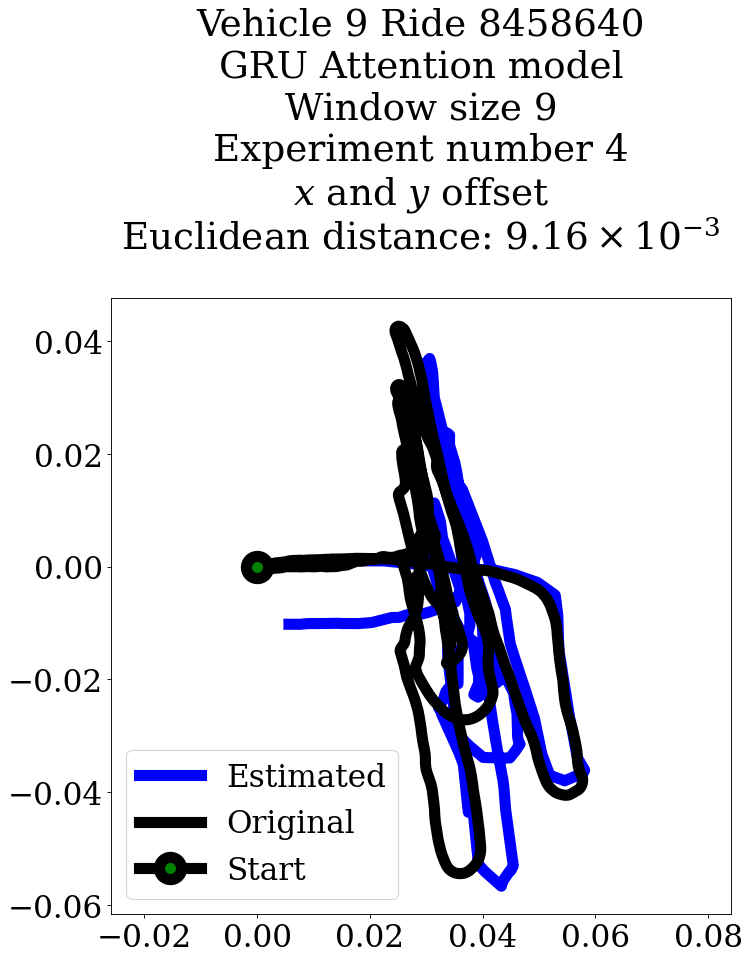 Vehicle 9 Ride 8458640
GRU Attention model
Window size 9
Experiment number 4
x and y offset
Euclidean distance: 9.16 × 10⁻³
0.04
0.02
0.00
−0.02
−0.04
−0.06
Estimated
Original
Start
−0.02 0.00 0.02 0.04 0.06 0.08